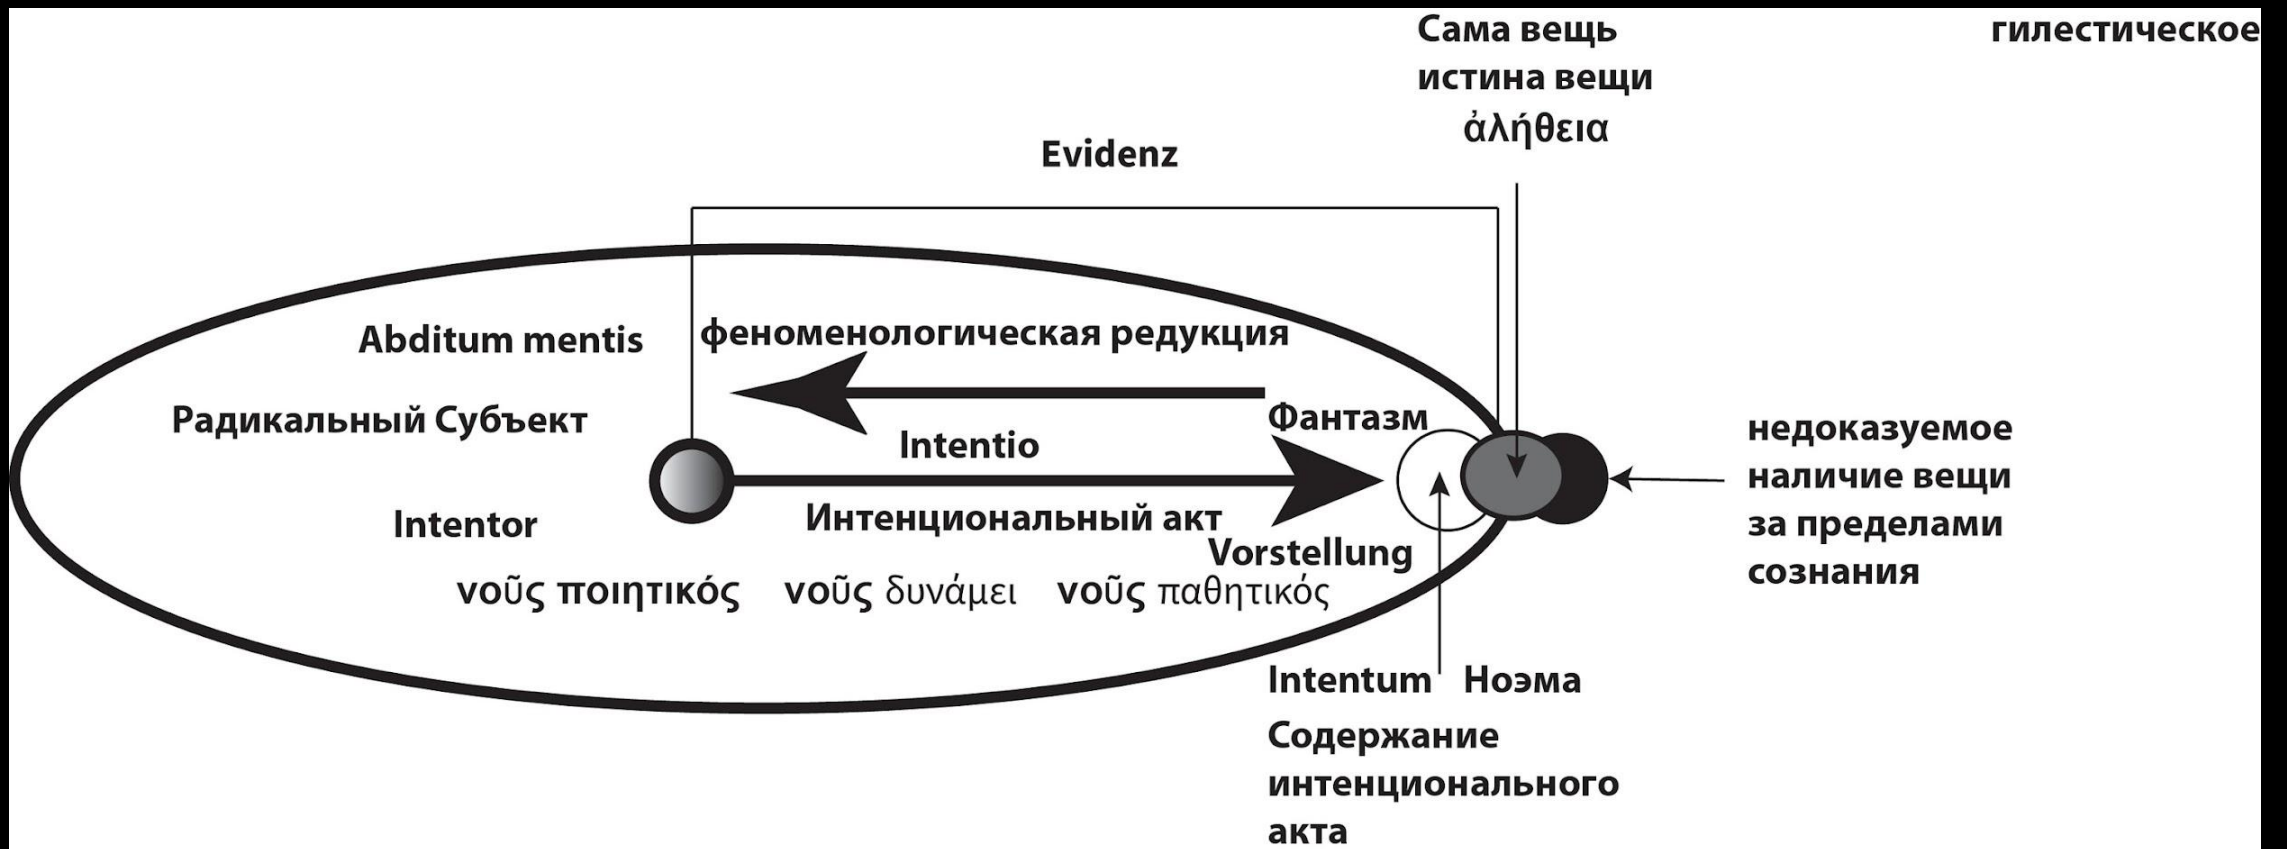 Сама вещь
истина вещи
ἀλήθεια
гилестическое
Evidenz
Abditum mentis
феноменологическая редукция
Радикальный Субъект
Фантазм
Intentio
Intentor
Интенциональный акт
Vorstellung
νοῦς ποιητικός νοῦς δυνάμει νοῦς παθητικός
недоказуемое
наличие вещи
за пределами
сознания
Intentum Ноэма
Содержание
интенционального
акта